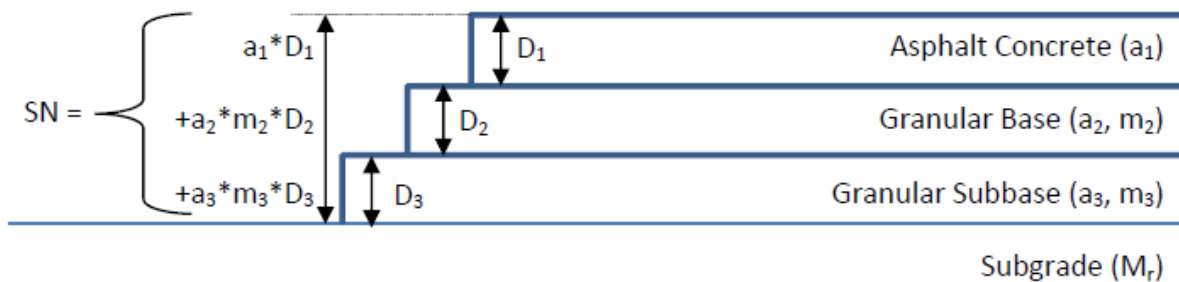 a₁*D₁ D₁ Asphalt Concrete (a₁)
SN = +a₂*m₂*D₂ D₂ Granular Base (a₂, m₂)
+a₃*m₃*D₃ D₃ Granular Subbase (a₃, m₃)
Subgrade (Mᵣ)